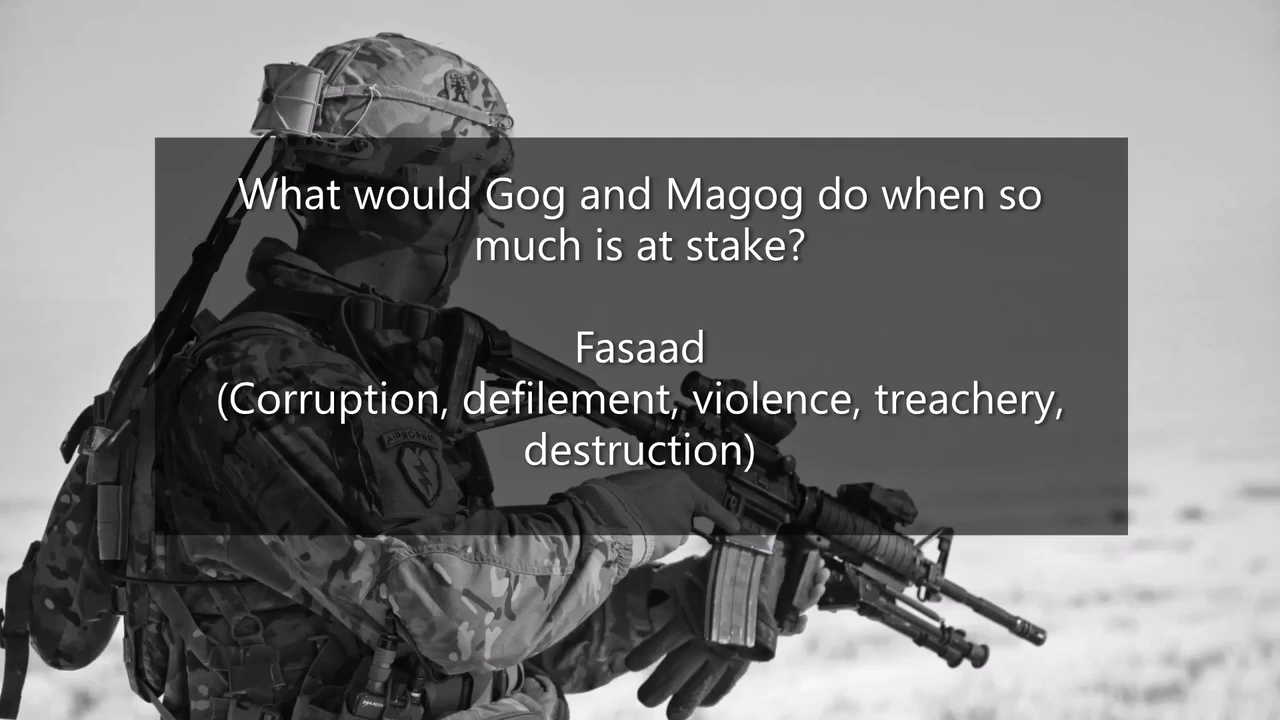 What would Gog and Magog do when so
much is at stake?
Fasaad
(Corruption, defilement, violence, treachery,
destruction)
AIRBORNE